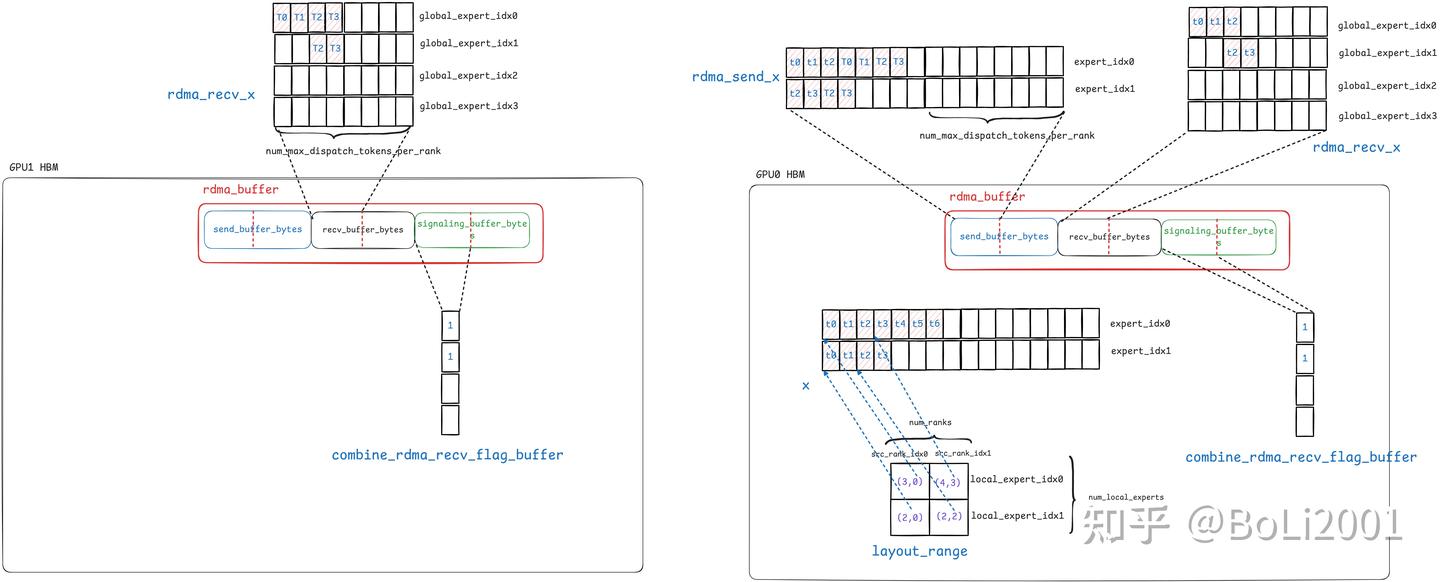 T0 T1 T2 T3
global_expert_idx0
T2 T3
global_expert_idx1
global_expert_idx2
global_expert_idx3
rdma_recv_x
num_max_dispatch_tokens_per_rank
GPU1 HBM
rdma_buffer
send_buffer_bytes
recv_buffer_bytes
signaling_buffer_byte
s
1
1
combine_rdma_recv_flag_buffer
rdma_send_x
t0 t1 t2 T0 T1 T2 T3
expert_idx0
t2 t3 T2 T3
expert_idx1
num_max_dispatch_tokens_per_rank
t0 t1 t2
global_expert_idx0
t2 t3
global_expert_idx1
global_expert_idx2
global_expert_idx3
rdma_recv_x
GPU0 HBM
rdma_buffer
send_buffer_bytes
recv_buffer_bytes
signaling_buffer_byte
s
t0 t1 t2 t3 t4 t5 t6
expert_idx0
t0 t1 t2 t3
expert_idx1
x
1
1
combine_rdma_recv_flag_buffer
num_ranks
src_rank_idx0 src_rank_idx1
(3,0) (4,3)
local_expert_idx0
(2,0) (2,2)
local_expert_idx1
num_local_experts
layout_range
知乎 @BoLi2001